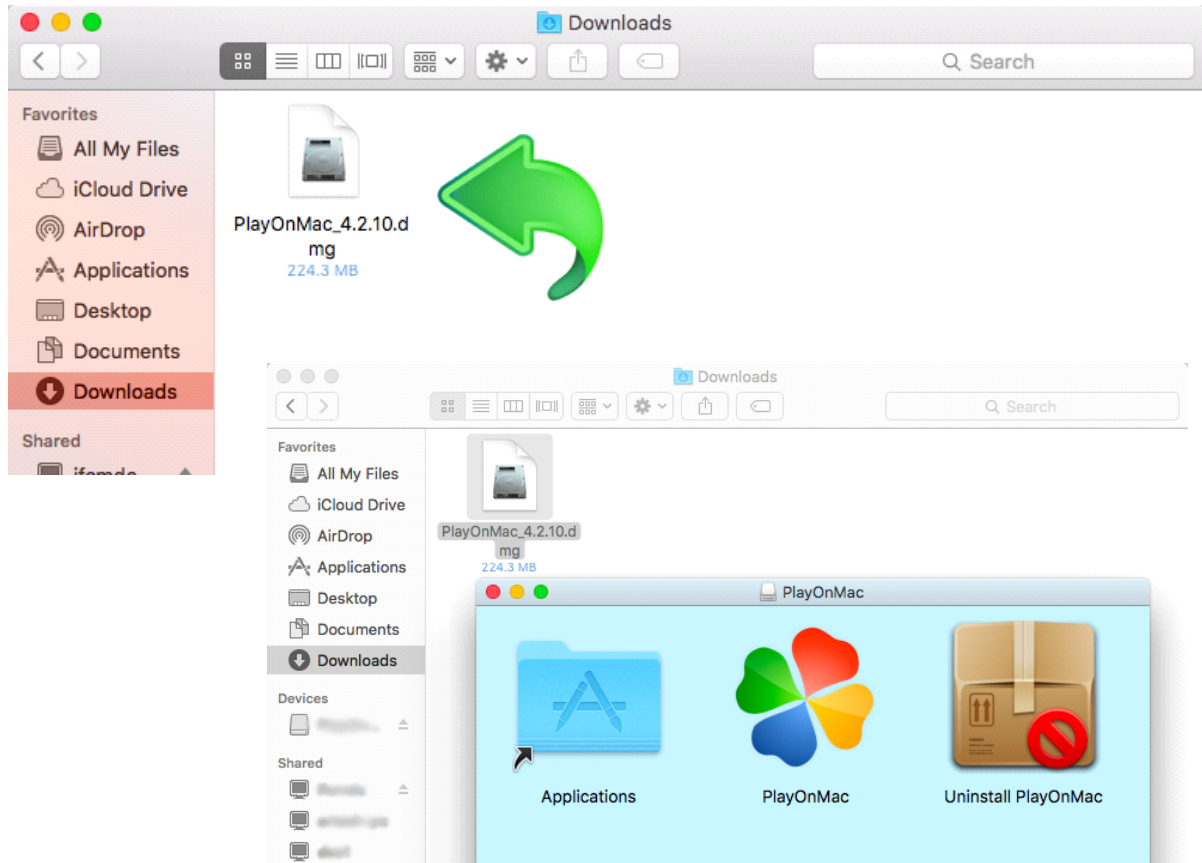 Downloads
Search
Favorites
All My Files
iCloud Drive
AirDrop
Applications
Desktop
Documents
Downloads
Shared
PlayOnMac_4.2.10.d
mg
224.3 MB
Downloads
Search
Favorites
All My Files
iCloud Drive
AirDrop
Applications
Desktop
Documents
Downloads
Devices
Shared
PlayOnMac_4.2.10.d
mg
224.3 MB
PlayOnMac
Applications
PlayOnMac
Uninstall PlayOnMac